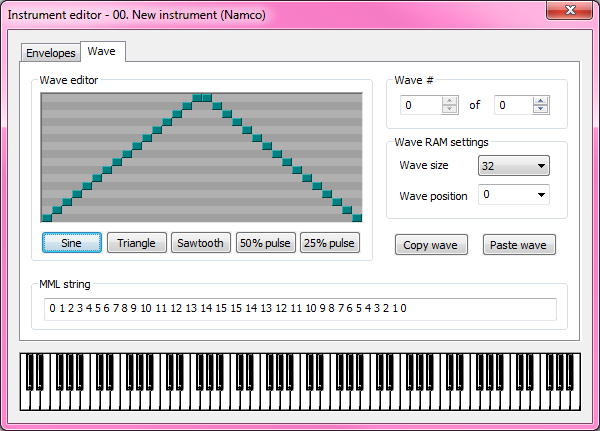 Instrument editor - 00. New instrument (Namco)
Envelopes Wave
Wave editor
Wave #
0 of 0
Wave RAM settings
Wave size 32
Wave position 0
Sine Triangle Sawtooth 50% pulse 25% pulse
Copy wave Paste wave
MML string
0 1 2 3 4 5 6 7 8 9 10 11 12 13 14 15 15 14 13 12 11 10 9 8 7 6 5 4 3 2 1 0